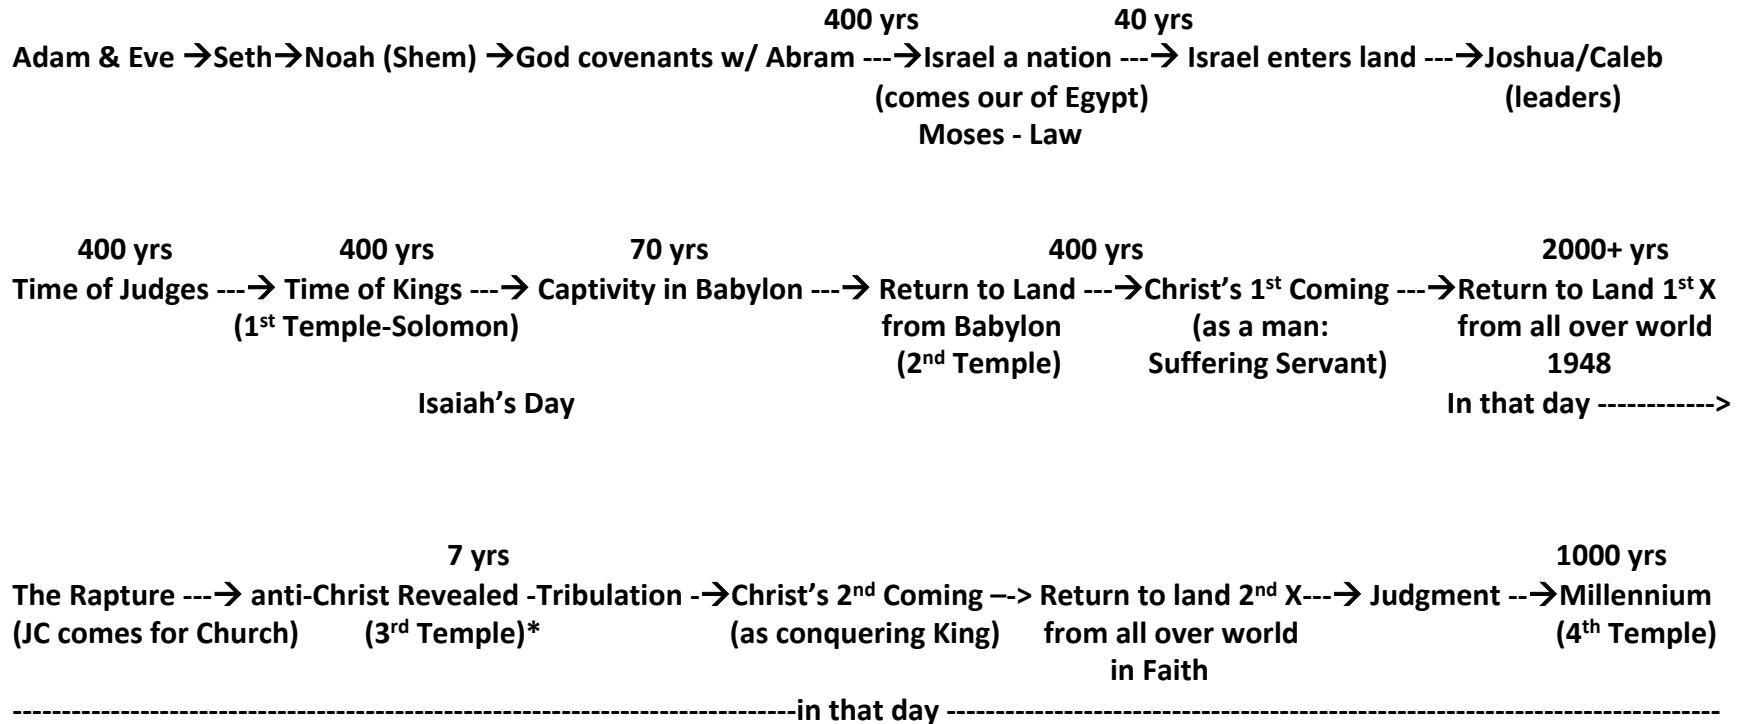 400 yrs 40 yrs
Adam & Eve →Seth→Noah (Shem) →God covenants w/ Abram ---→Israel a nation ---→ Israel enters land ---→Joshua/Caleb
(comes our of Egypt) (leaders)
Moses - Law
400 yrs 400 yrs 70 yrs 400 yrs 2000+ yrs
Time of Judges ---→ Time of Kings ---→ Captivity in Babylon ---→ Return to Land ---→Christ’s 1st Coming ---→Return to Land 1st X
(1st Temple-Solomon) from Babylon (as a man: from all over world
(2nd Temple) Suffering Servant) 1948
Isaiah’s Day In that day ------------>
7 yrs 1000 yrs
The Rapture ---→ anti-Christ Revealed -Tribulation -→Christ’s 2nd Coming –-> Return to land 2nd X---→ Judgment --→Millennium
(JC comes for Church) (3rd Temple)* (as conquering King) from all over world (4th Temple)
in Faith
--------------------------------------------------------------------------------in that day -------------------------------------------------------------------------------